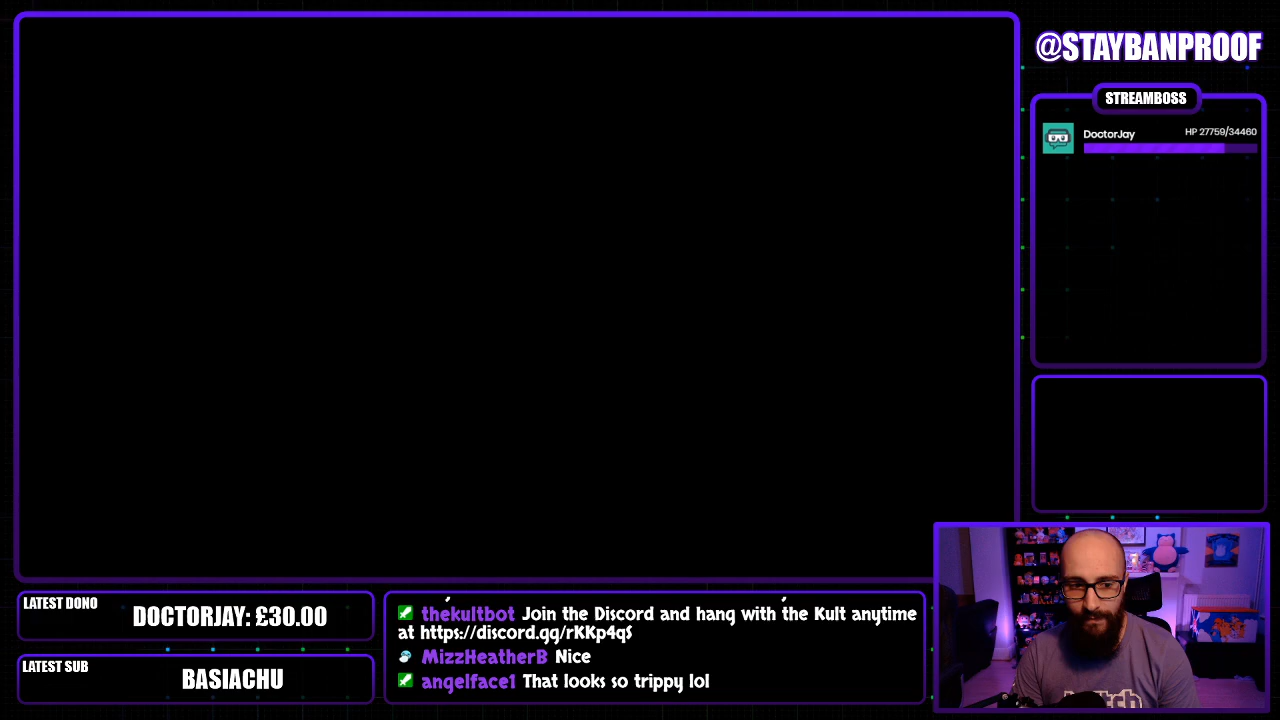 @STAYBANPROOF
STREAMBOSS
DoctorJay
HP 27759/34460
LATEST DONO
DOCTORJAY: £30.00
LATEST SUB
BASIACHU
thekultbot Join the Discord and hang with the Kult anytime
at https://discord.gg/rKKp4qS
MizzHeatherB Nice
angelface1 That looks so trippy lol
twitch